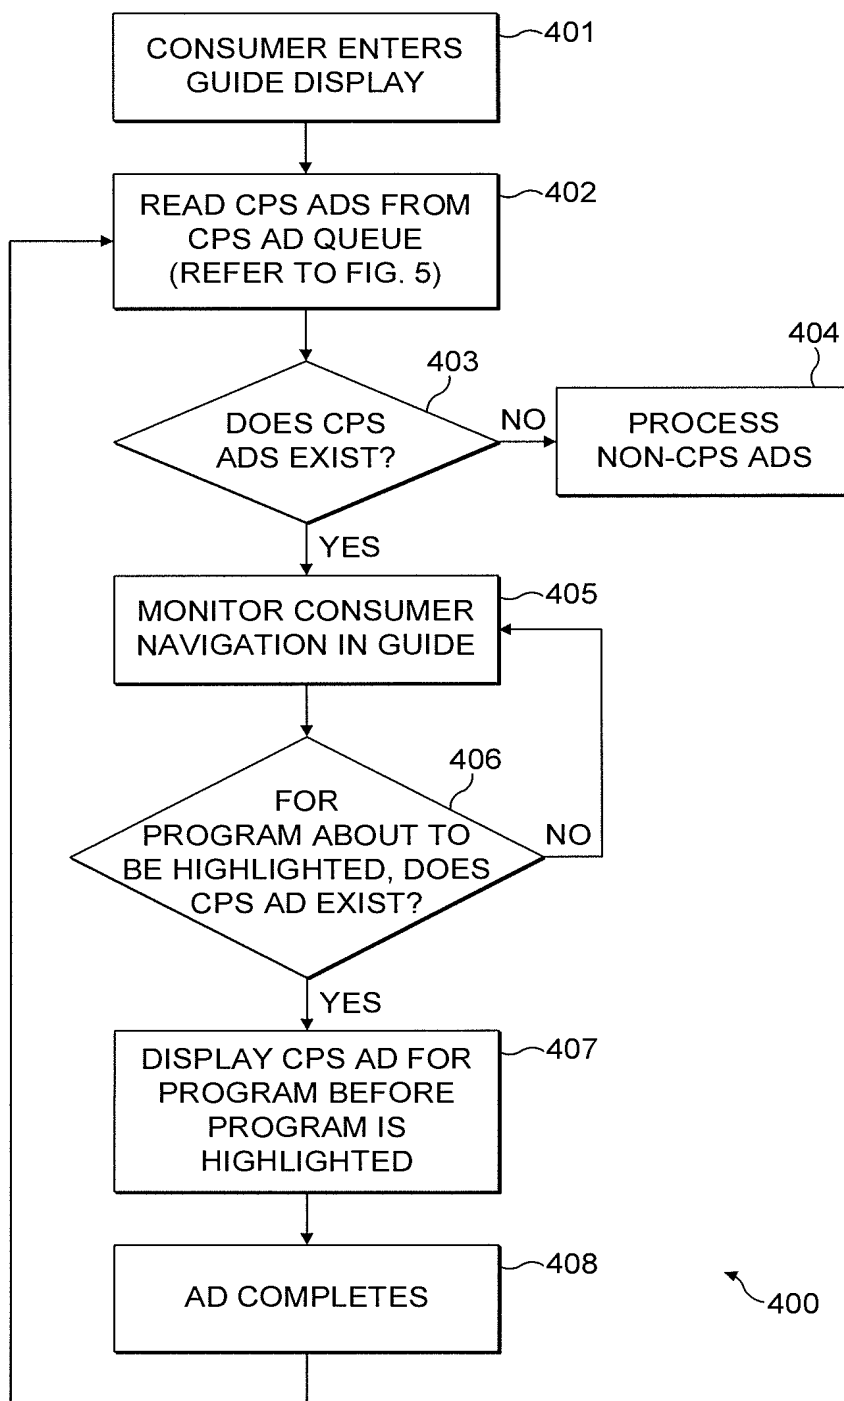 CONSUMER ENTERS
GUIDE DISPLAY
401
READ CPS ADS FROM
CPS AD QUEUE
(REFER TO FIG. 5)
402
403
DOES CPS
ADS EXIST?
NO
404
PROCESS
NON-CPS ADS
YES
MONITOR CONSUMER
NAVIGATION IN GUIDE
405
406
FOR
PROGRAM ABOUT TO
BE HIGHLIGHTED, DOES
CPS AD EXIST?
NO
YES
DISPLAY CPS AD FOR
PROGRAM BEFORE
PROGRAM IS
HIGHLIGHTED
407
AD COMPLETES
408
400